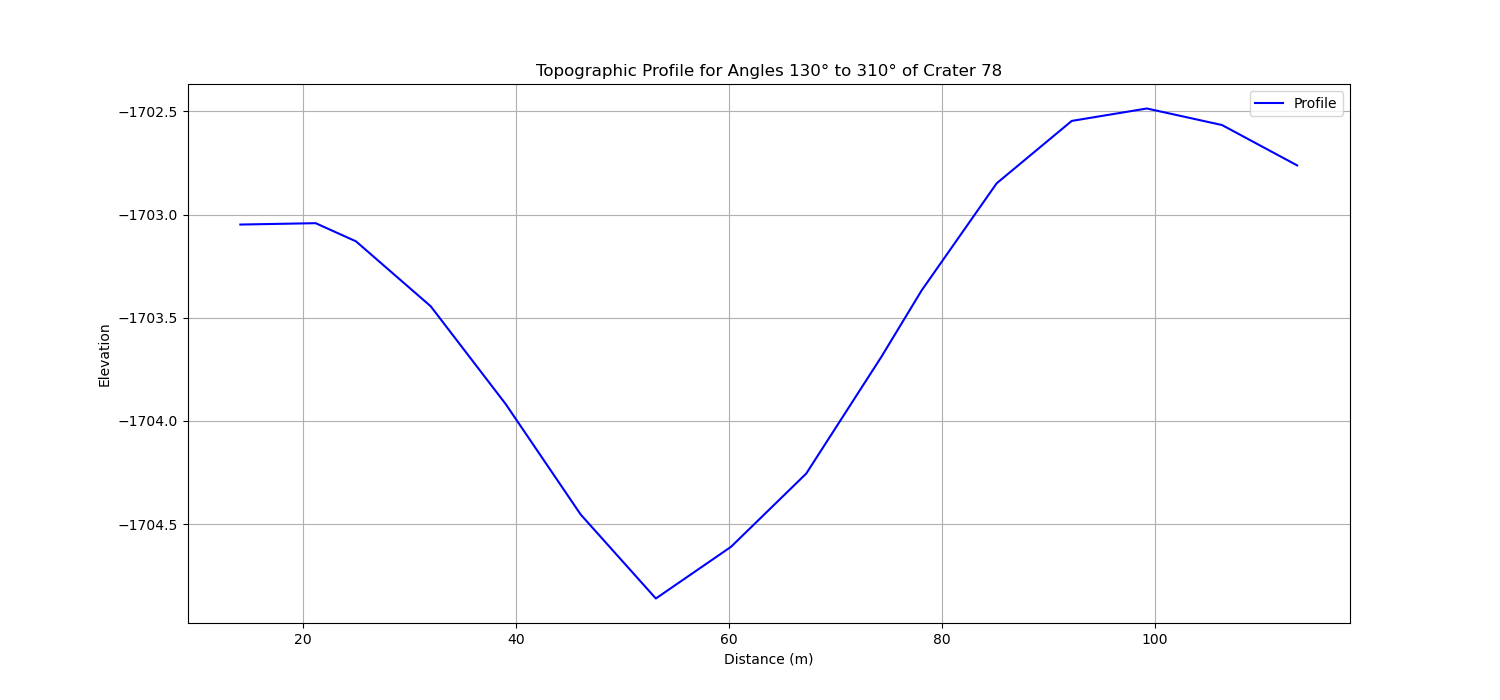 Topographic Profile for Angles 130° to 310° of Crater 78
Profile
−1702.5
−1703.0
−1703.5
−1704.0
−1704.5
Elevation
20 40 60 80 100
Distance (m)